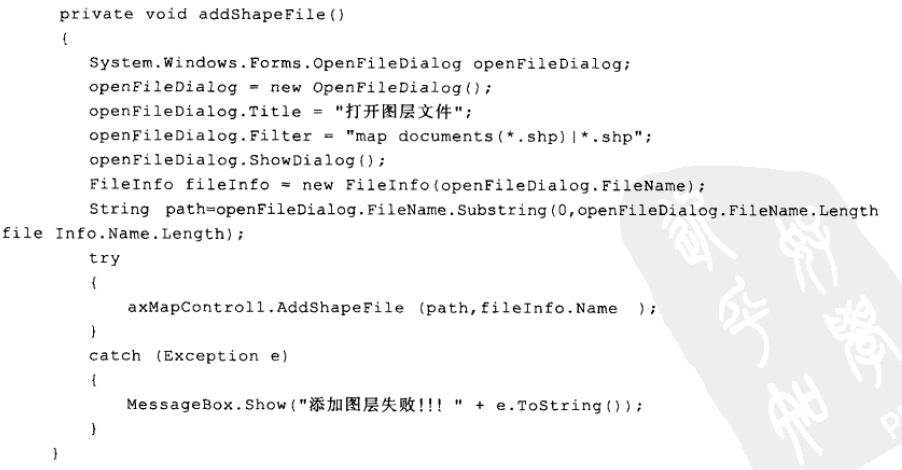 private void addShapeFile()
{
System.Windows.Forms.OpenFileDialog openFileDialog;
openFileDialog = new OpenFileDialog();
openFileDialog.Title = "打开图层文件";
openFileDialog.Filter = "map documents(*.shp)|*.shp";
openFileDialog.ShowDialog();
FileInfo fileInfo = new FileInfo(openFileDialog.FileName);
String path=openFileDialog.FileName.Substring(0,openFileDialog.FileName.Length
file Info.Name.Length);
try
{
axMapControl1.AddShapeFile (path,fileInfo.Name );
}
catch (Exception e)
{
MessageBox.Show("添加图层失败!!! " + e.ToString());
}
}